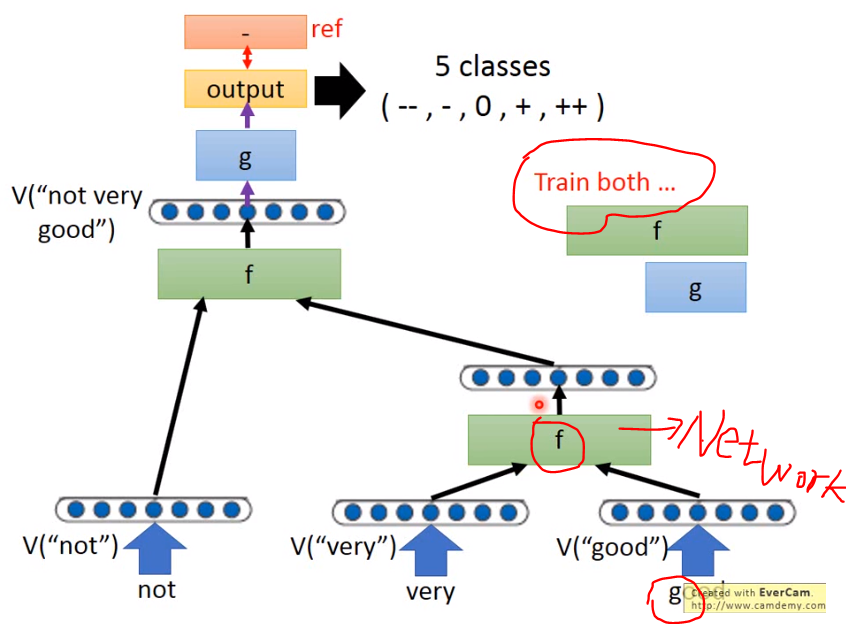 -
ref
output
5 classes
( -- , - , 0 , + , ++ )
g
Train both ...
V("not very
good")
f
f
g
f
Network
V("not")
V("very")
V("good")
not
very
good
Created with EverCam.
http://www.camdemy.com